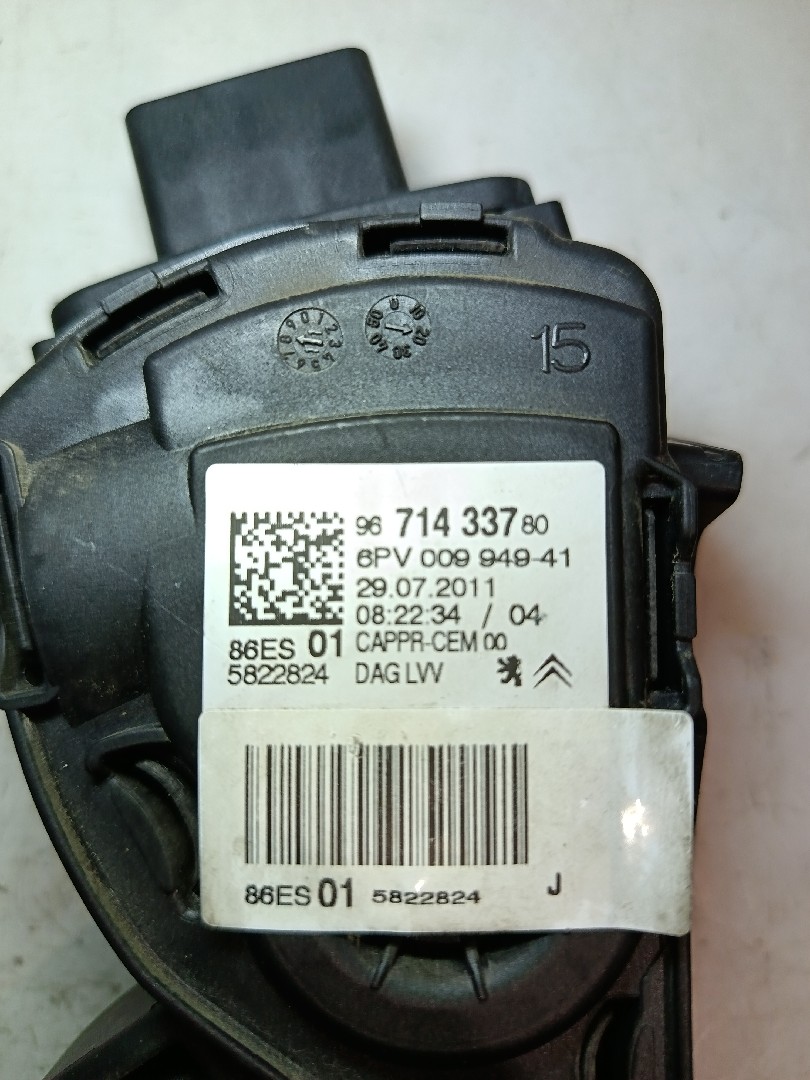 15
96 714 337 80
6PV 009 949-41
29.07.2011
08:22:34 / 04
86ES 01 CAPPR-CEM 00
5822824 DAG LVV
86ES 01 5822824 J